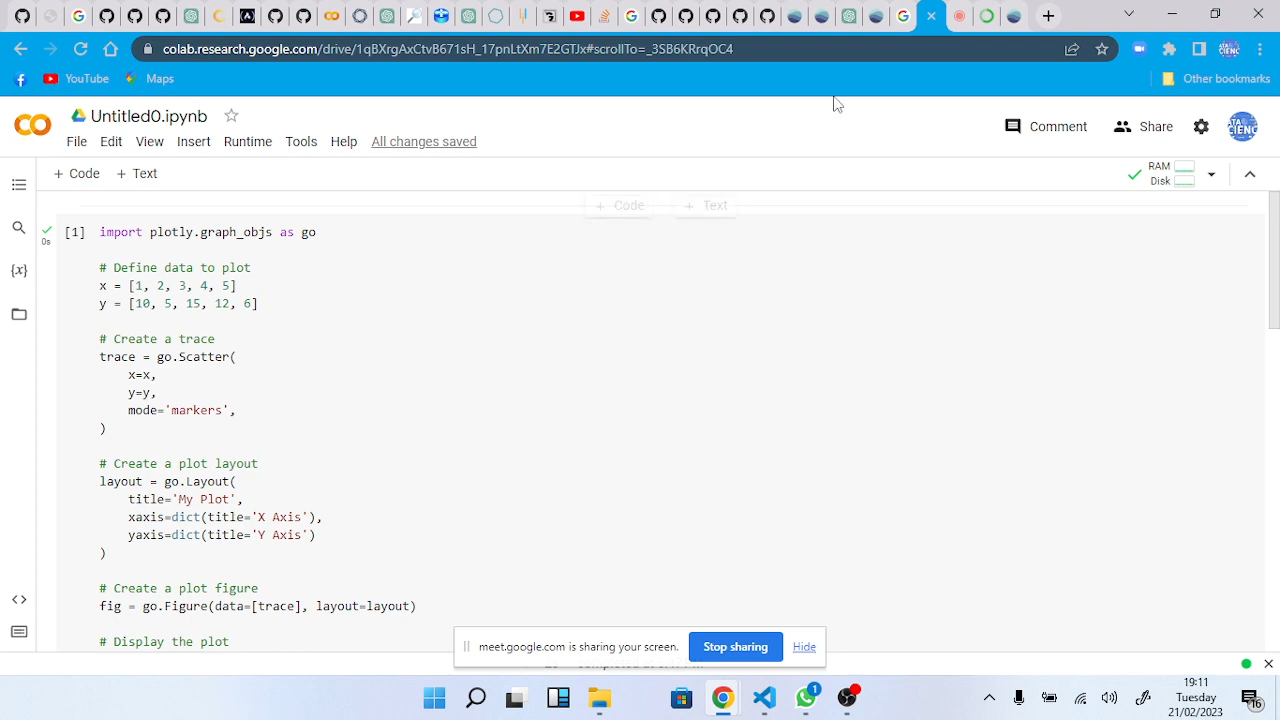 colab.research.google.com/drive/1qBXrgAxCtvB671sH_17pnLtXm7E2GTJx#scrollTo=_3SB6KRrqOC4
YouTube
Maps
Other bookmarks
Untitled0.ipynb
Comment
Share
File
Edit
View
Insert
Runtime
Tools
Help
All changes saved
+ Code
+ Text
RAM
Disk
+ Code
+ Text
0s
[1]
import plotly.graph_objs as go
# Define data to plot
x = [1, 2, 3, 4, 5]
y = [10, 5, 15, 12, 6]
# Create a trace
trace = go.Scatter(
x=x,
y=y,
mode='markers',
)
# Create a plot layout
layout = go.Layout(
title='My Plot',
xaxis=dict(title='X Axis'),
yaxis=dict(title='Y Axis')
)
# Create a plot figure
fig = go.Figure(data=[trace], layout=layout)
# Display the plot
meet.google.com is sharing your screen.
Stop sharing
Hide
1
19:11
Tuesday
21/02/2023
16